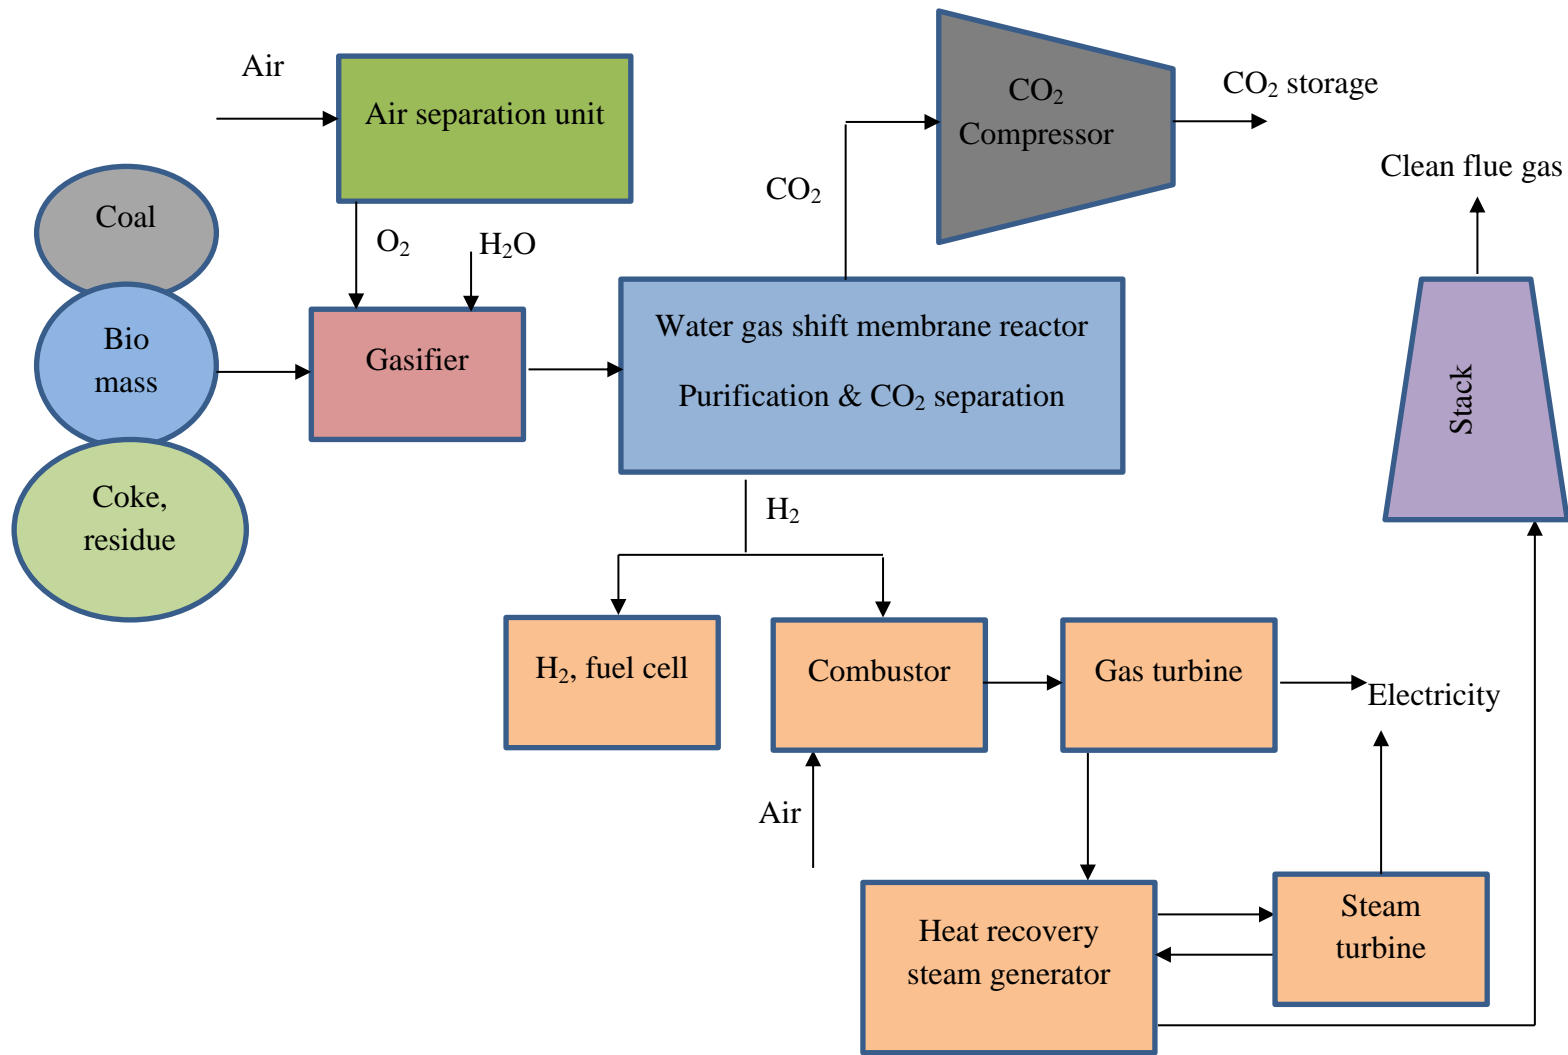 Air
Air separation unit
CO₂
Compressor
CO₂ storage
Clean flue gas
Coal
CO₂
O₂
H₂O
Bio
mass
Gasifier
Water gas shift membrane reactor
Purification & CO₂ separation
Stack
Coke,
residue
H₂
H₂, fuel cell
Combustor
Gas turbine
Electricity
Air
Heat recovery
steam generator
Steam
turbine